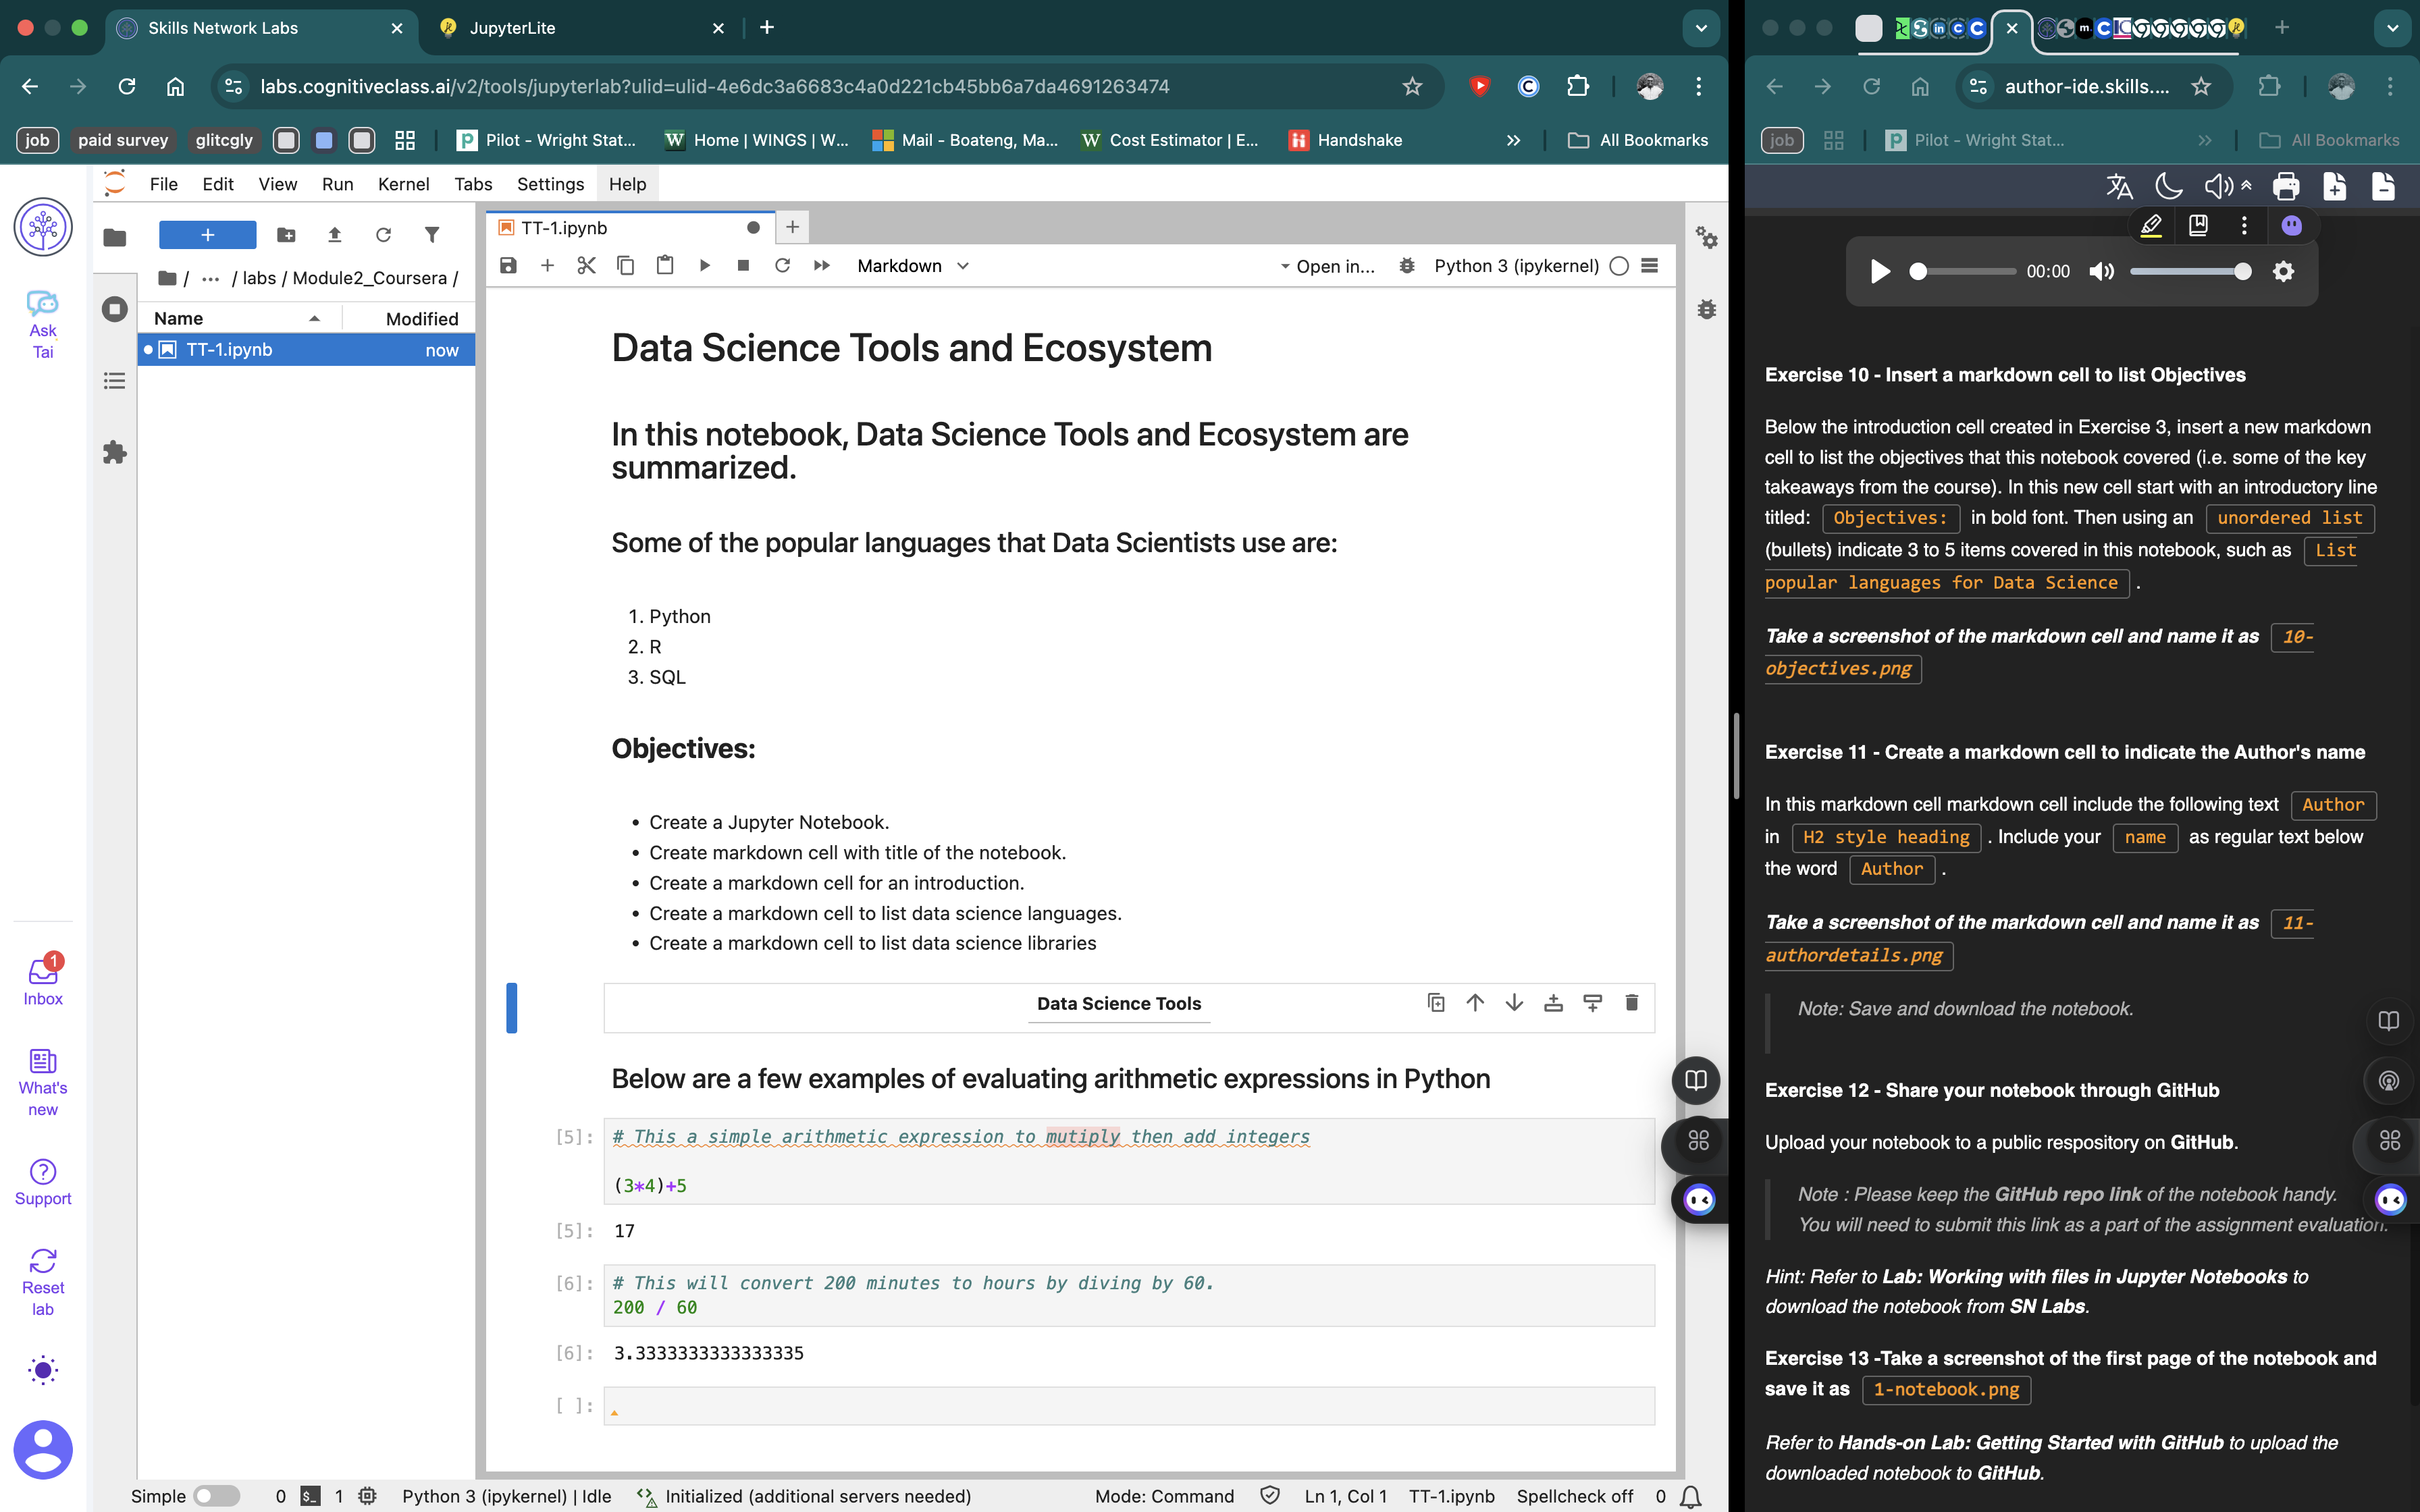 Skills Network Labs
JupyterLite
labs.cognitiveclass.ai/v2/tools/jupyterlab?ulid=ulid-4e6dc3a6683c4a0d221cb45bb6a7da4691263474
job
paid survey
glitcgly
Pilot - Wright Stat...
Home | WINGS | W...
Mail - Boateng, Ma...
Cost Estimator | E...
Handshake
All Bookmarks
Ask
Tai
Inbox
1
What's
new
Support
Reset
lab
File Edit View Run Kernel Tabs Settings Help
/ ... / labs / Module2_Coursera /
Name Modified
TT-1.ipynb now
TT-1.ipynb
Markdown
Open in...
Python 3 (ipykernel)
Data Science Tools and Ecosystem
In this notebook, Data Science Tools and Ecosystem are
summarized.
Some of the popular languages that Data Scientists use are:
1. Python
2. R
3. SQL
Objectives:
• Create a Jupyter Notebook.
• Create markdown cell with title of the notebook.
• Create a markdown cell for an introduction.
• Create a markdown cell to list data science languages.
• Create a markdown cell to list data science libraries
Data Science Tools
Below are a few examples of evaluating arithmetic expressions in Python
[5]: # This a simple arithmetic expression to mutiply then add integers
(3*4)+5
[5]: 17
[6]: # This will convert 200 minutes to hours by diving by 60.
200 / 60
[6]: 3.3333333333333335
[ ]:
Simple 0 $_ 1 Python 3 (ipykernel) | Idle Initialized (additional servers needed) Mode: Command Ln 1, Col 1 TT-1.ipynb Spellcheck off 0
author-ide.skills....
job
Pilot - Wright Stat...
All Bookmarks
00:00
Exercise 10 - Insert a markdown cell to list Objectives
Below the introduction cell created in Exercise 3, insert a new markdown
cell to list the objectives that this notebook covered (i.e. some of the key
takeaways from the course). In this new cell start with an introductory line
titled: Objectives: in bold font. Then using an unordered list
(bullets) indicate 3 to 5 items covered in this notebook, such as List
popular languages for Data Science .
Take a screenshot of the markdown cell and name it as 10-
objectives.png
Exercise 11 - Create a markdown cell to indicate the Author's name
In this markdown cell markdown cell include the following text Author
in H2 style heading . Include your name as regular text below
the word Author .
Take a screenshot of the markdown cell and name it as 11-
authordetails.png
Note: Save and download the notebook.
Exercise 12 - Share your notebook through GitHub
Upload your notebook to a public respository on GitHub.
Note : Please keep the GitHub repo link of the notebook handy.
You will need to submit this link as a part of the assignment evaluation.
Hint: Refer to Lab: Working with files in Jupyter Notebooks to
download the notebook from SN Labs.
Exercise 13 -Take a screenshot of the first page of the notebook and
save it as 1-notebook.png
Refer to Hands-on Lab: Getting Started with GitHub to upload the
downloaded notebook to GitHub.